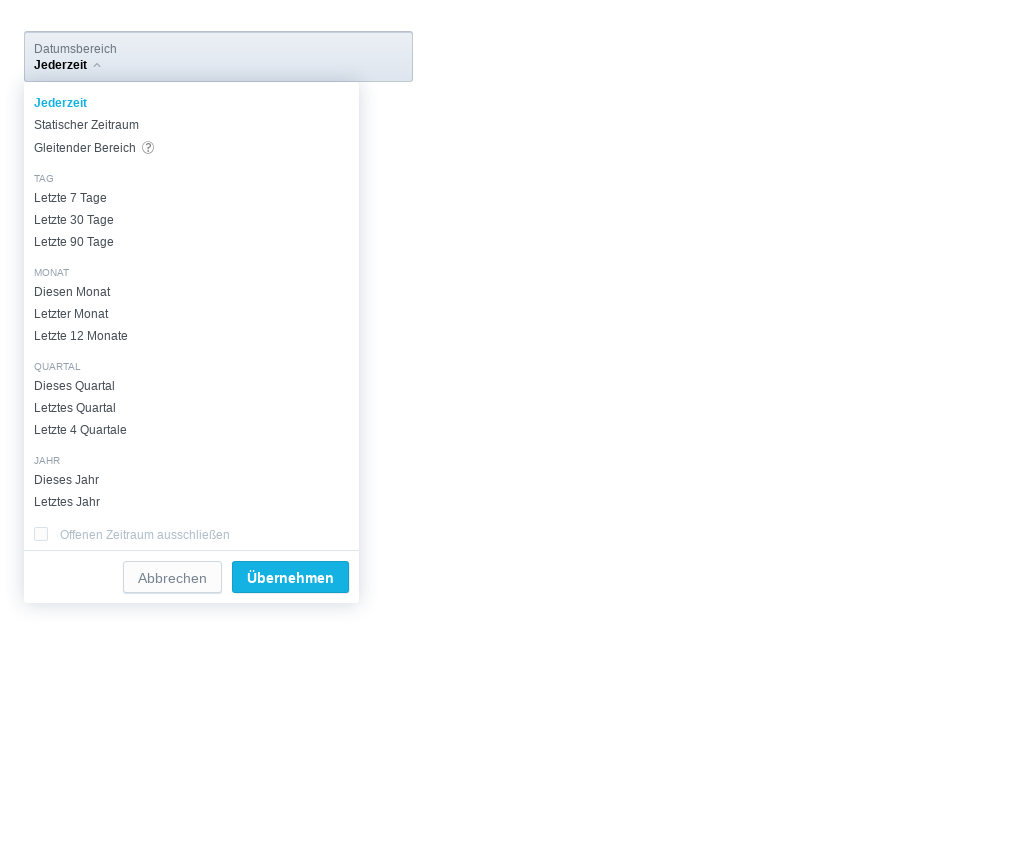 Datumsbereich
Jederzeit
Jederzeit
Statischer Zeitraum
Gleitender Bereich ?
TAG
Letzte 7 Tage
Letzte 30 Tage
Letzte 90 Tage
MONAT
Diesen Monat
Letzter Monat
Letzte 12 Monate
QUARTAL
Dieses Quartal
Letztes Quartal
Letzte 4 Quartale
JAHR
Dieses Jahr
Letztes Jahr
Offenen Zeitraum ausschließen
Abbrechen Übernehmen